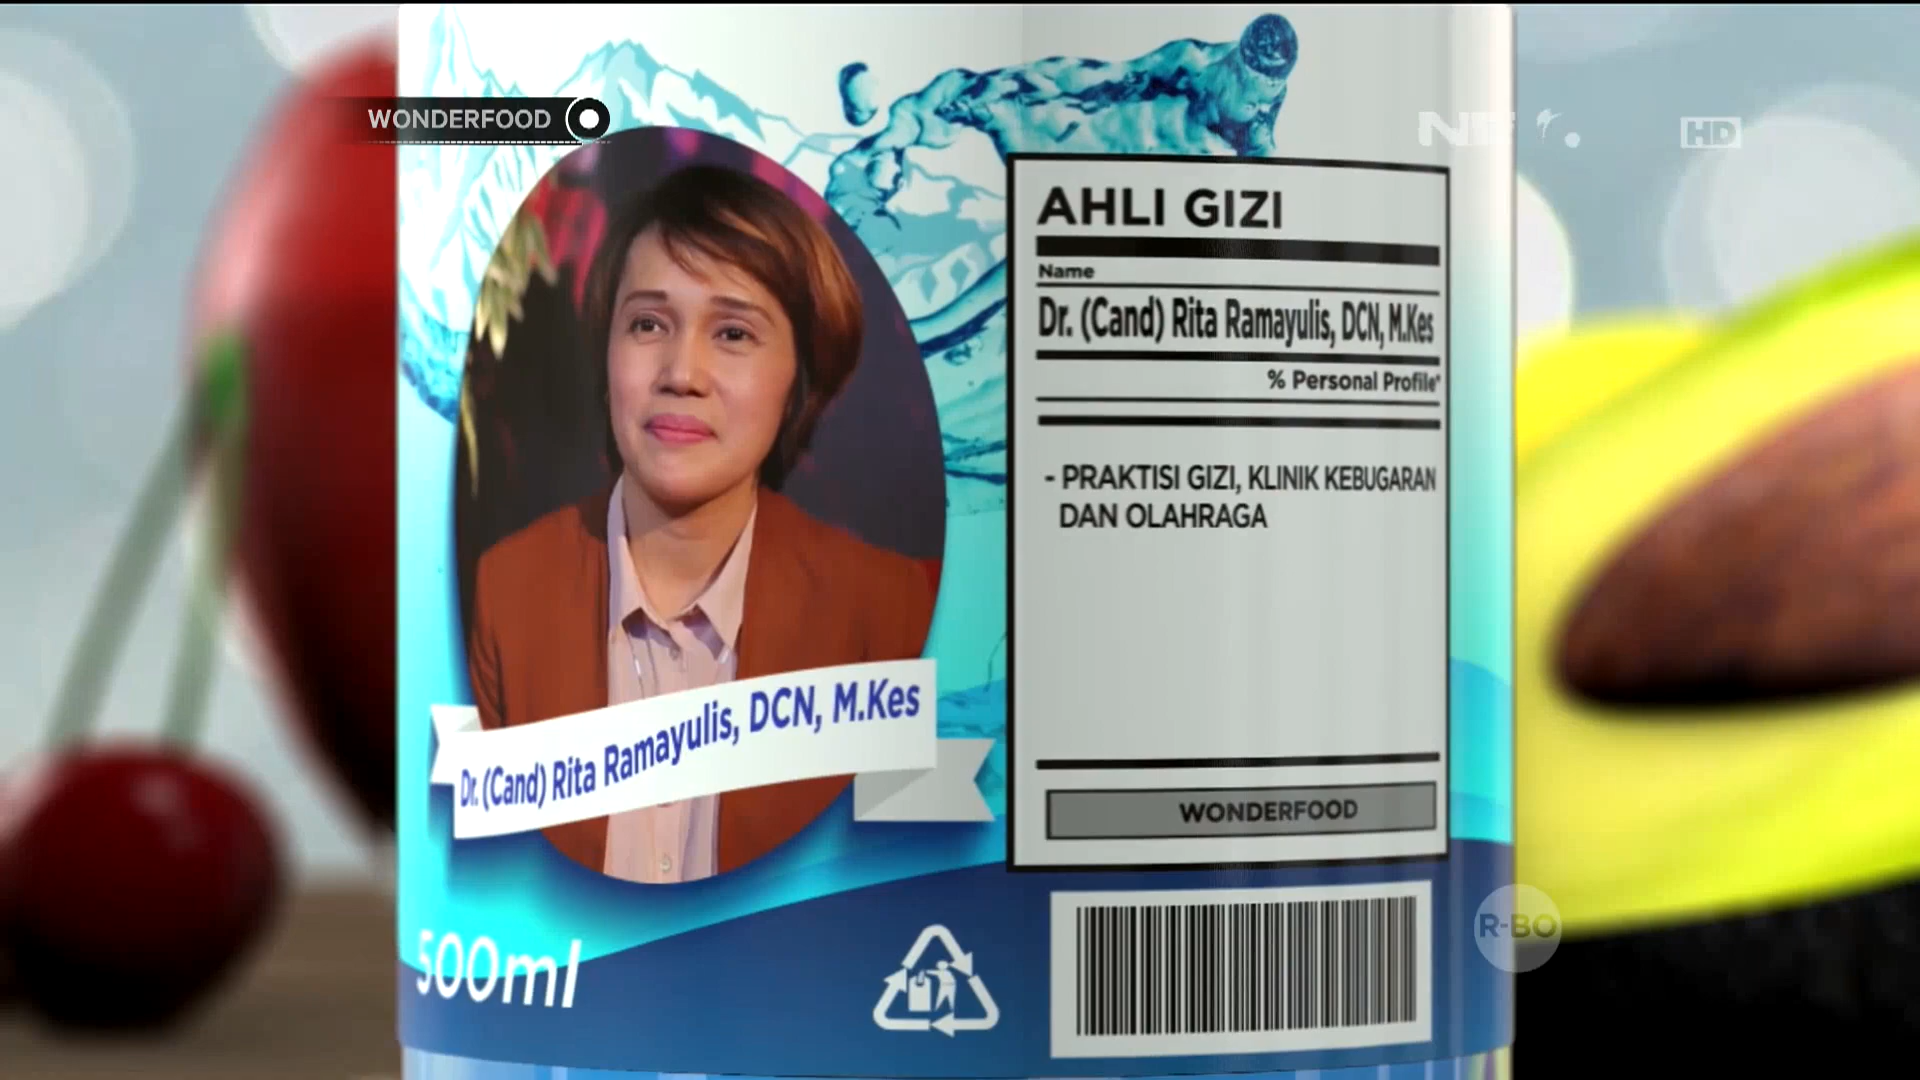 WONDERFOOD
HD
AHLI GIZI
Name
Dr. (Cand) Rita Ramayulis, DCN, M.Kes
% Personal Profile*
- PRAKTISI GIZI, KLINIK KEBUGARAN
DAN OLAHRAGA
Dr. (Cand) Rita Ramayulis, DCN, M.Kes
WONDERFOOD
R-BO
500ml